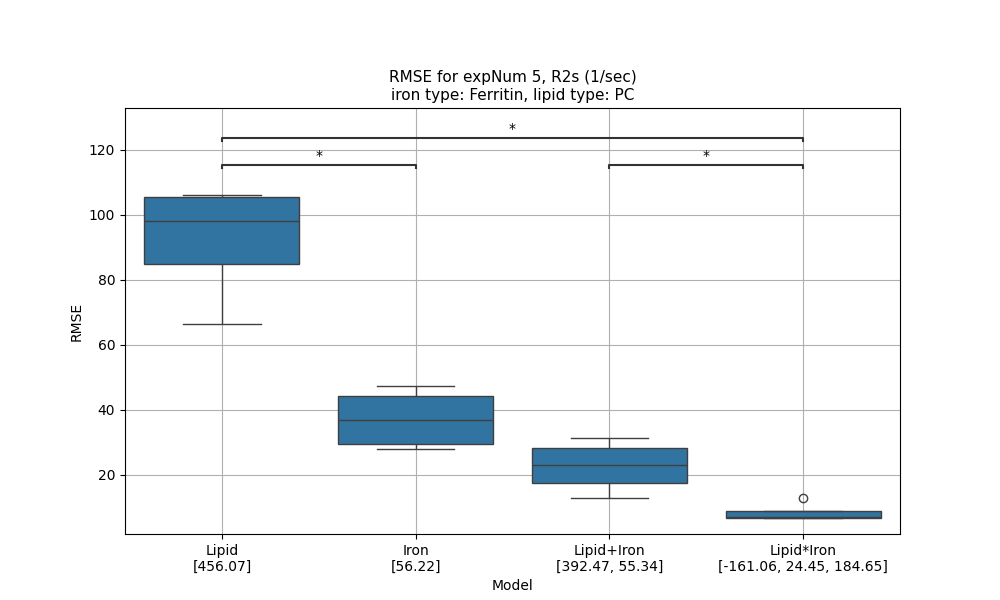 RMSE for expNum 5, R2s (1/sec)
iron type: Ferritin, lipid type: PC
*
*
*
120
100
80
60
40
20
RMSE
Lipid
[456.07]
Iron
[56.22]
Lipid+Iron
[392.47, 55.34]
Lipid*Iron
[-161.06, 24.45, 184.65]
Model